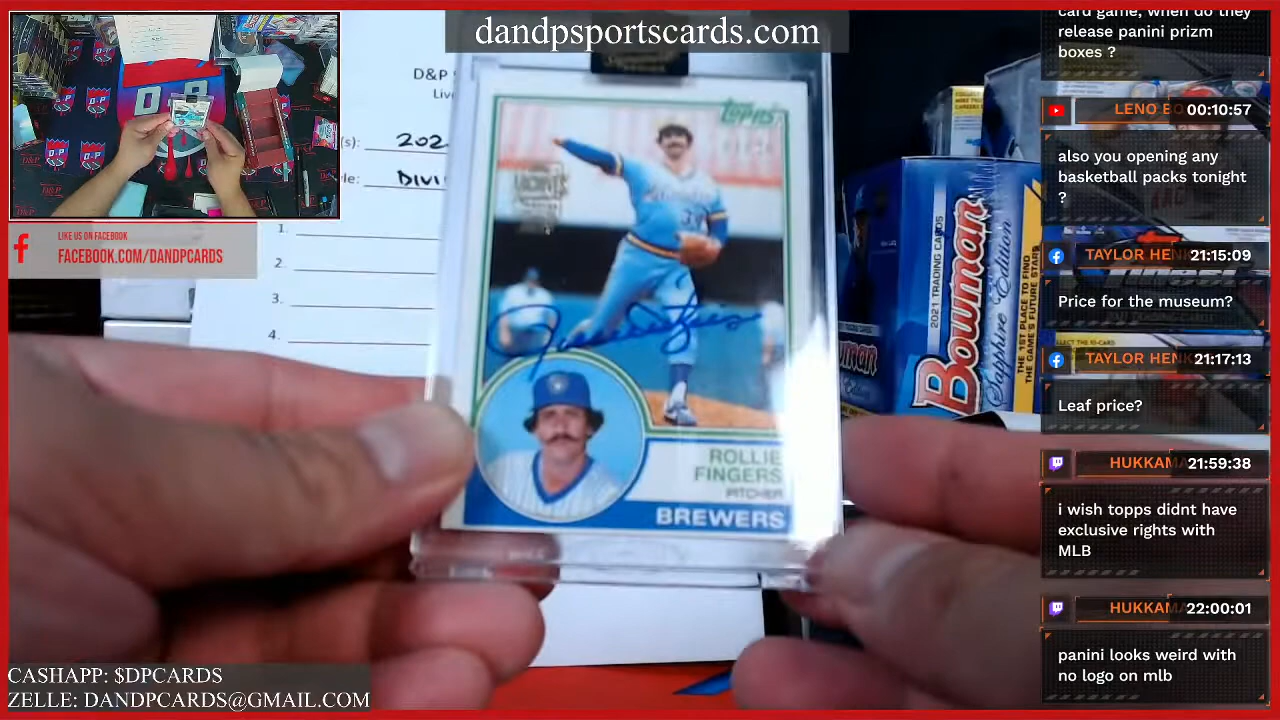 dandpsportscards.com
D&P
Liv
(s): 202
le: DIVI
1.
2.
3.
4.
LIKE US ON FACEBOOK
FACEBOOK.COM/DANDPCARDS
Topps
ARCHIVES
ROLLIE
FINGERS
PITCHER
BREWERS
2021 TRADING CARDS
Bowman
Sapphire Edition
THE 1ST PLACE TO FIND
THE GAME'S FUTURE STARS
card game, when do they
release panini prizm
boxes ?
LENO BO 00:10:57
also you opening any
basketball packs tonight
?
TAYLOR HEN 21:15:09
Price for the museum?
TAYLOR HENK 21:17:13
Leaf price?
HUKKAM 21:59:38
i wish topps didnt have
exclusive rights with
MLB
HUKKAM 22:00:01
panini looks weird with
no logo on mlb
CASHAPP: $DPCARDS
ZELLE: DANDPCARDS@GMAIL.COM